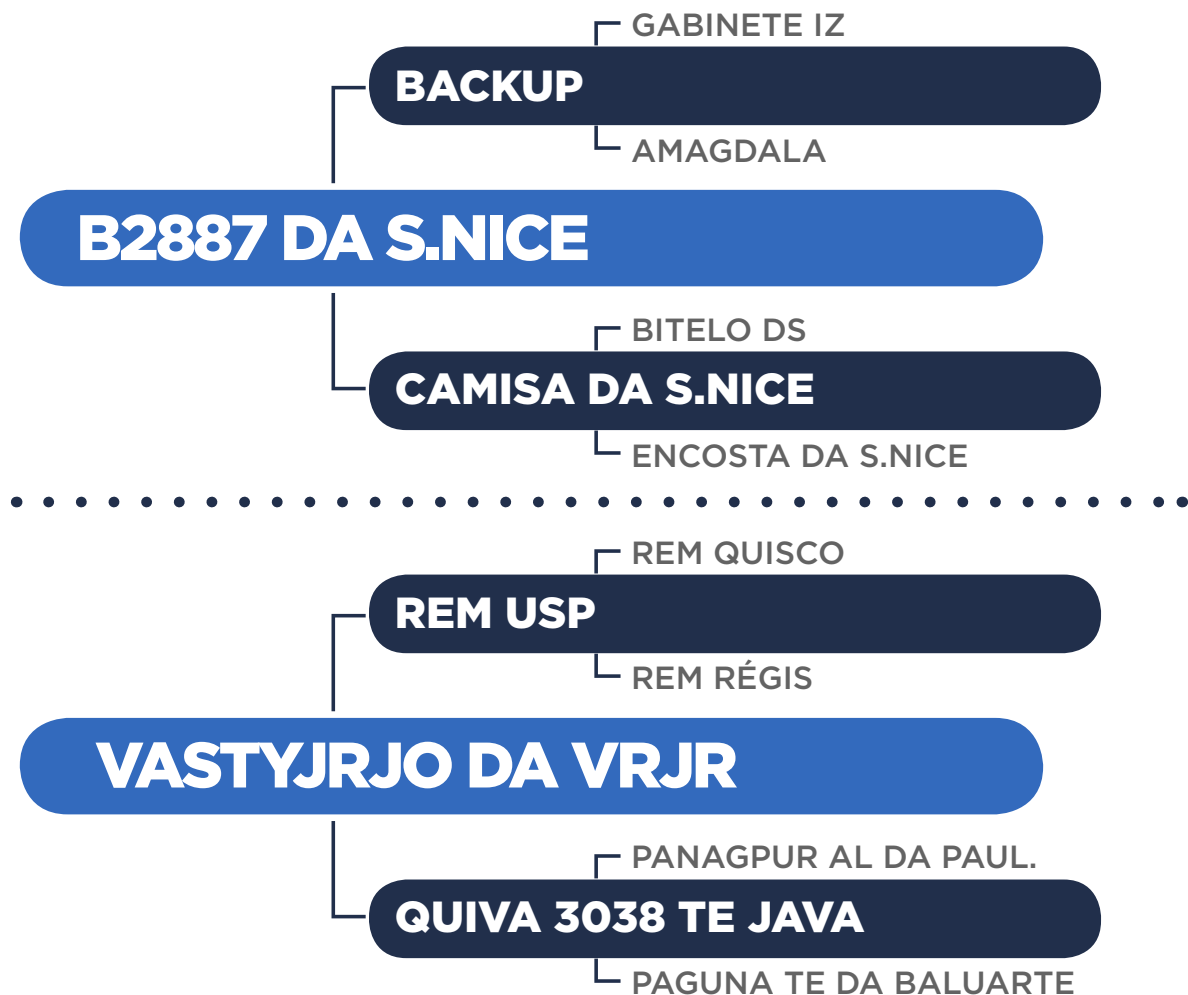 GABINETE IZ
BACKUP
AMAGDALA
B2887 DA S.NICE
BITELO DS
CAMISA DA S.NICE
ENCOSTA DA S.NICE
REM QUISCO
REM USP
REM RÉGIS
VASTYJRJO DA VRJR
PANAGPUR AL DA PAUL.
QUIVA 3038 TE JAVA
PAGUNA TE DA BALUARTE